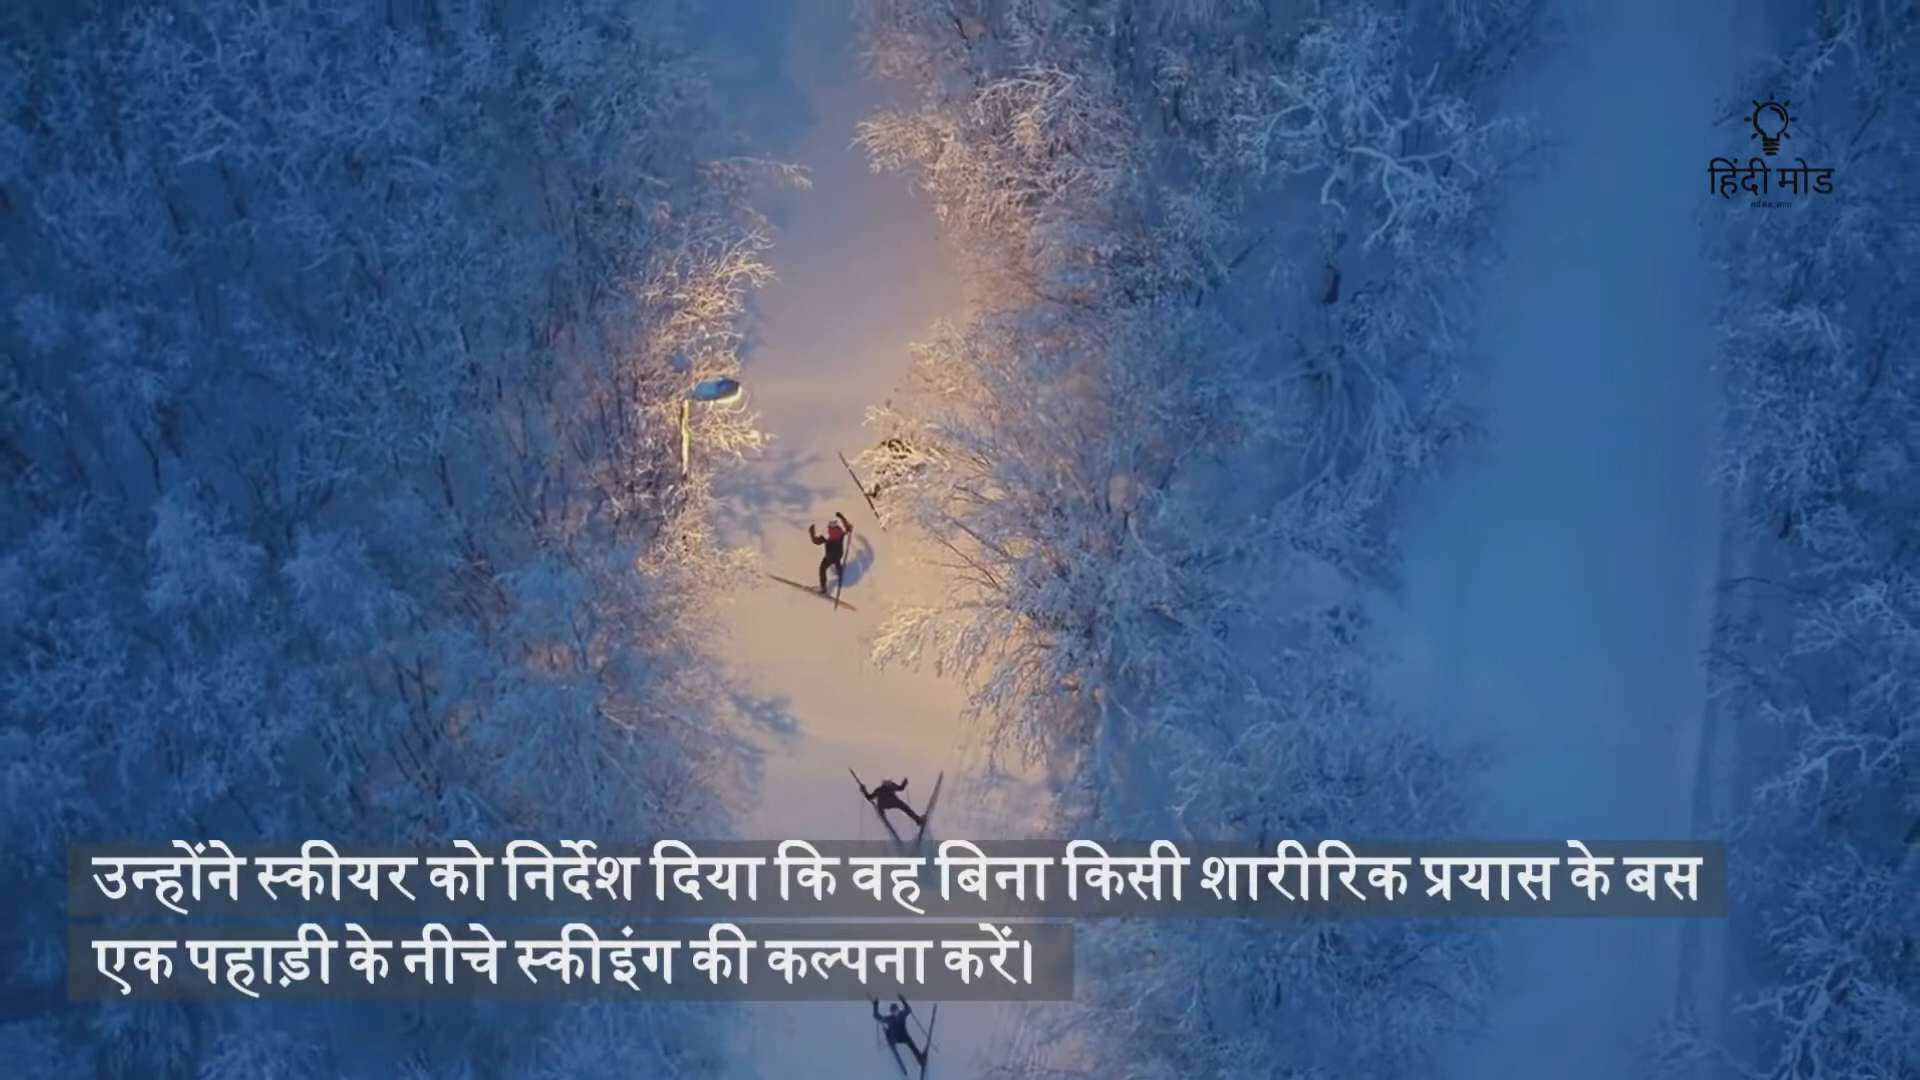 हिंदी मोड
उन्होंने स्कीयर को निर्देश दिया कि वह बिना किसी शारीरिक प्रयास के बस
एक पहाड़ी के नीचे स्कीइंग की कल्पना करें।